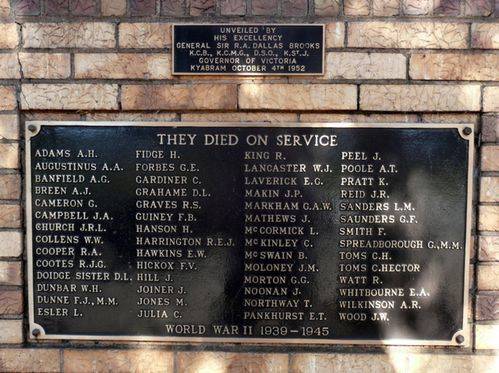 UNVEILED BY
HIS EXCELLENCY
GENERAL SIR R.A. DALLAS BROOKS
K.C.B., K.C.M.G., D.S.O., K.ST.J.
GOVERNOR OF VICTORIA
KYABRAM OCTOBER 4TH 1952
THEY DIED ON SERVICE
ADAMS A.H.
AUGUSTINUS A.A.
BANFIELD A.G.
BREEN A.J.
CAMERON G.
CAMPBELL J.A.
CHURCH J.R.L.
COLLENS W.W.
COOPER R.A.
COOTES R.J.G.
DOIDGE SISTER D.L.
DUNBAR W.H.
DUNNE F.J., M.M.
ESLER L.
FIDGE H.
FORBES G.E.
GARDINER C.
GRAHAME D.L.
GRAVES R.S.
GUINEY F.B.
HANSON H.
HARRINGTON R.E.J.
HAWKINS E.W.
HICKOX F.V.
HILL J.
JOINER J.
JONES M.
JULIA C.
KING R.
LANCASTER W.J.
LAVERICK E.G.
MAKIN J.P.
MARKHAM G.A.W.
MATHEWS J.
MCCORMICK L.
MCKINLEY C.
MCSWAIN B.
MOLONEY J.M.
MORTON G.G.
NOONAN J.
NORTHWAY T.
PANKHURST E.T.
PEEL J.
POOLE A.T.
PRATT K.
REID J.R.
SANDERS L.M.
SAUNDERS G.F.
SMITH F.
SPREADBOROUGH G., M.M.
TOMS C.H.
TOMS C.HECTOR
WATT R.
WHITBOURNE E.A.
WILKINSON A.R.
WOOD J.W.
WORLD WAR II 1939-1945